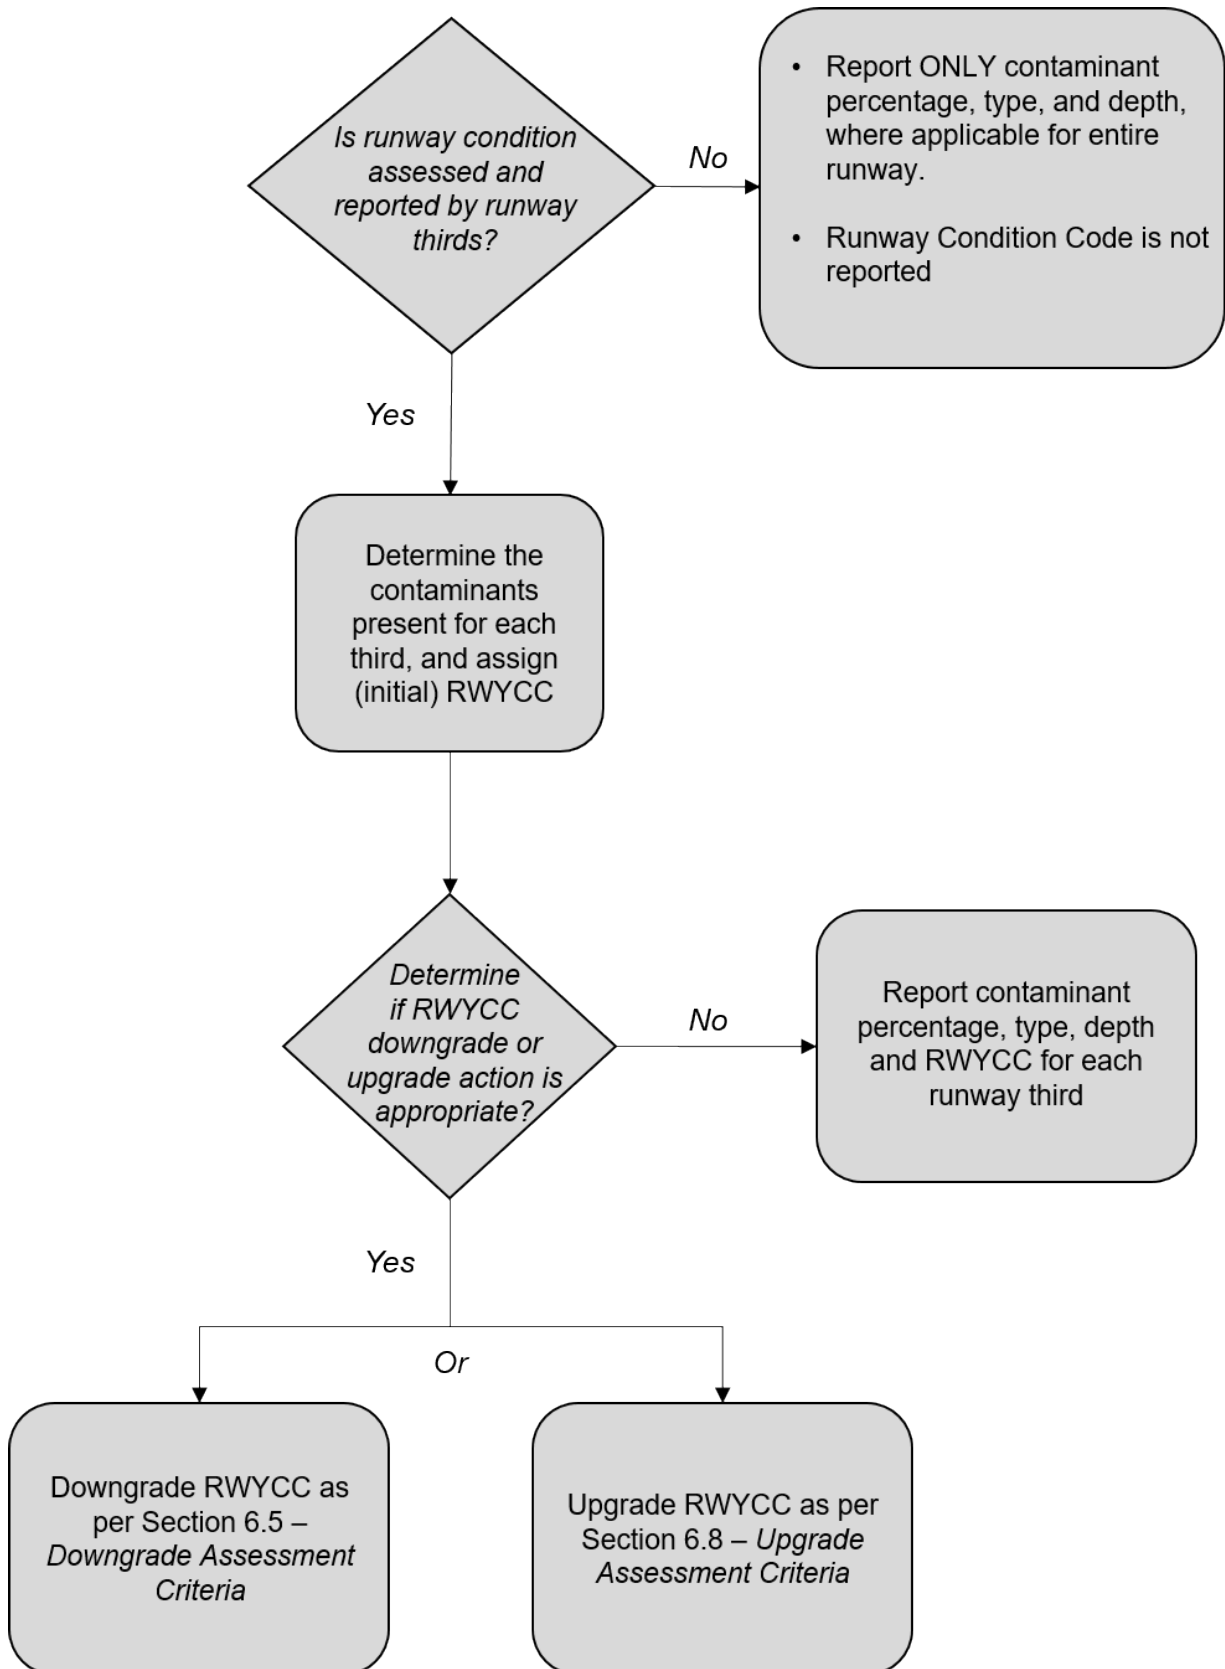 Is runway condition
assessed and
reported by runway
thirds?
No
• Report ONLY contaminant
percentage, type, and depth,
where applicable for entire
runway.
• Runway Condition Code is not
reported
Yes
Determine the
contaminants
present for each
third, and assign
(initial) RWYCC
Determine
if RWYCC
downgrade or
upgrade action is
appropriate?
No
Report contaminant
percentage, type, depth
and RWYCC for each
runway third
Yes
Or
Downgrade RWYCC as
per Section 6.5 –
Downgrade Assessment
Criteria
Upgrade RWYCC as per
Section 6.8 – Upgrade
Assessment Criteria